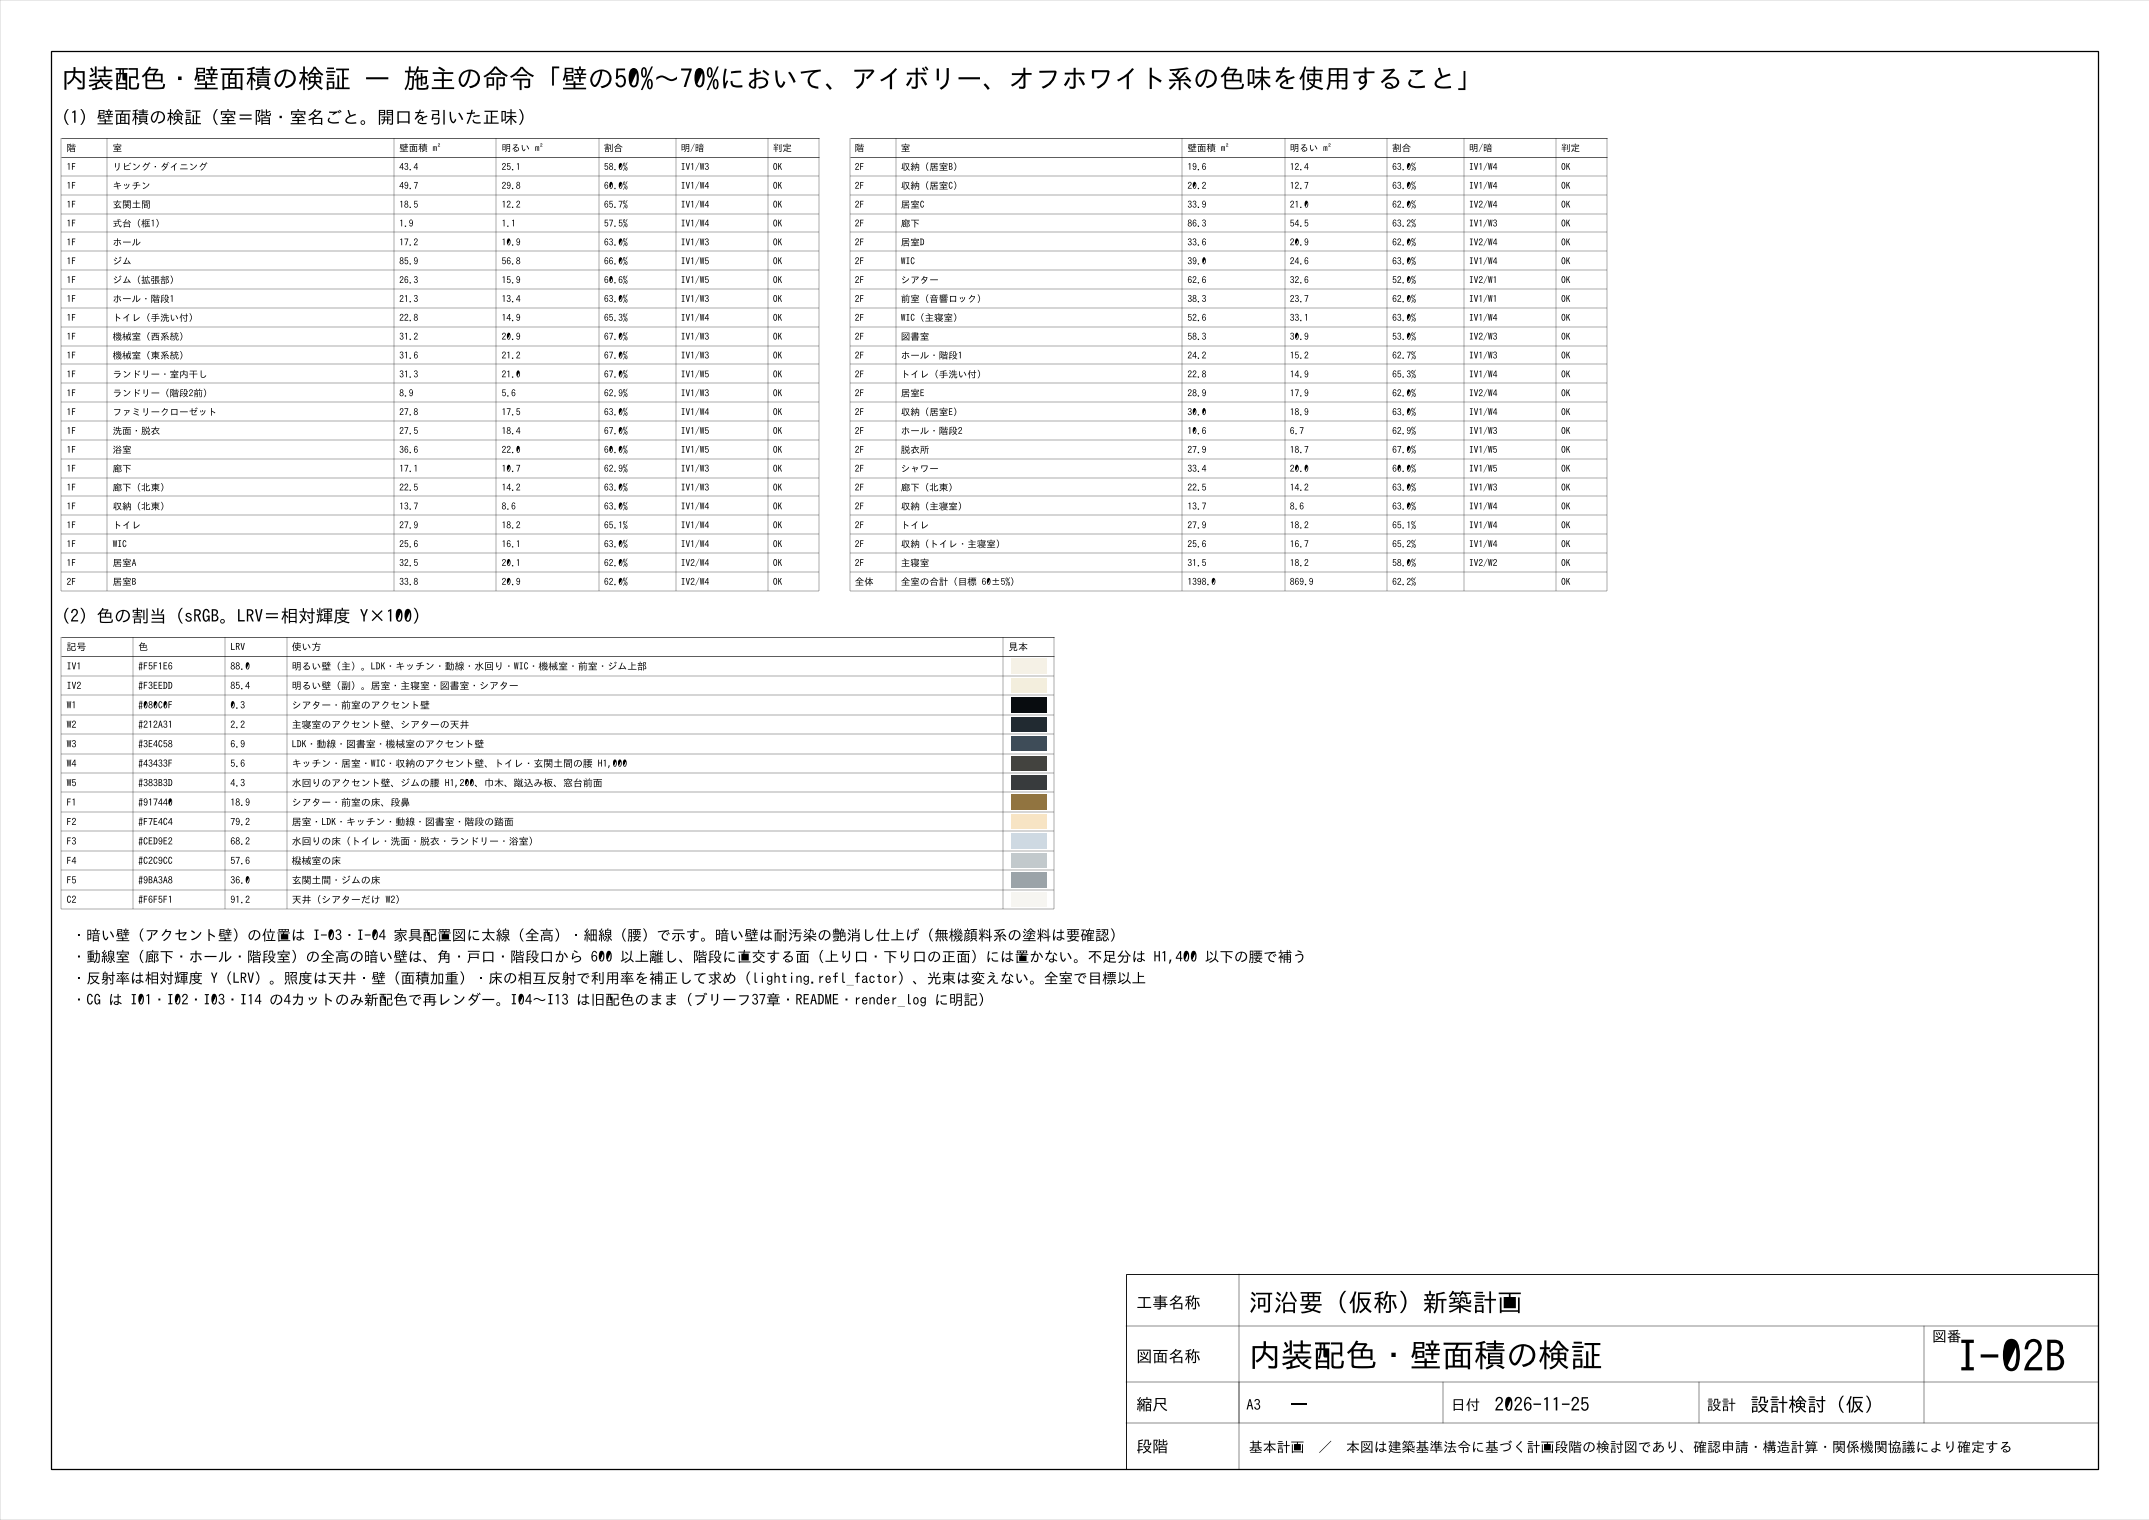 内装配色・壁面積の検証 ― 施主の命令「壁の50%～70%において、アイボリー、オフホワイト系の色味を使用すること」
(1) 壁面積の検証（室＝階・室名ごと。開口を引いた正味）
階 室 壁面積 ㎡ 明るい ㎡ 割合 明/暗 判定
1F リビング・ダイニング 43.4 25.1 58.0% IV1/W3 OK
1F キッチン 49.7 29.8 60.0% IV1/W4 OK
1F 玄関土間 18.5 12.2 65.7% IV1/W4 OK
1F 式台（框1） 1.9 1.1 57.5% IV1/W4 OK
1F ホール 17.2 10.9 63.0% IV1/W3 OK
1F ジム 85.9 56.8 66.0% IV1/W5 OK
1F ジム（拡張部） 26.3 15.9 60.6% IV1/W5 OK
1F ホール・階段1 21.3 13.4 63.0% IV1/W3 OK
1F トイレ（手洗い付） 22.8 14.9 65.3% IV1/W4 OK
1F 機械室（西系統） 31.2 20.9 67.0% IV1/W3 OK
1F 機械室（東系統） 31.6 21.2 67.0% IV1/W3 OK
1F ランドリー・室内干し 31.3 21.0 67.0% IV1/W5 OK
1F ランドリー（階段2前） 8.9 5.6 62.9% IV1/W3 OK
1F ファミリークローゼット 27.8 17.5 63.0% IV1/W4 OK
1F 洗面・脱衣 27.5 18.4 67.0% IV1/W5 OK
1F 浴室 36.6 22.0 60.0% IV1/W5 OK
1F 廊下 17.1 10.7 62.9% IV1/W3 OK
1F 廊下（北東） 22.5 14.2 63.0% IV1/W3 OK
1F 収納（北東） 13.7 8.6 63.0% IV1/W4 OK
1F トイレ 27.9 18.2 65.1% IV1/W4 OK
1F WIC 25.6 16.1 63.0% IV1/W4 OK
1F 居室A 32.5 20.1 62.0% IV2/W4 OK
2F 居室B 33.8 20.9 62.0% IV2/W4 OK
階 室 壁面積 ㎡ 明るい ㎡ 割合 明/暗 判定
2F 収納（居室B） 19.6 12.4 63.0% IV1/W4 OK
2F 収納（居室C） 20.2 12.7 63.0% IV1/W4 OK
2F 居室C 33.9 21.0 62.0% IV2/W4 OK
2F 廊下 86.3 54.5 63.2% IV1/W3 OK
2F 居室D 33.6 20.9 62.0% IV2/W4 OK
2F WIC 39.0 24.6 63.0% IV1/W4 OK
2F シアター 62.6 32.6 52.0% IV2/W1 OK
2F 前室（音響ロック） 38.3 23.7 62.0% IV1/W1 OK
2F WIC（主寝室） 52.6 33.1 63.0% IV1/W4 OK
2F 図書室 58.3 30.9 53.0% IV2/W3 OK
2F ホール・階段1 24.2 15.2 62.7% IV1/W3 OK
2F トイレ（手洗い付） 22.8 14.9 65.3% IV1/W4 OK
2F 居室E 28.9 17.9 62.0% IV2/W4 OK
2F 収納（居室E） 30.0 18.9 63.0% IV1/W4 OK
2F ホール・階段2 10.6 6.7 62.9% IV1/W3 OK
2F 脱衣所 27.9 18.7 67.0% IV1/W5 OK
2F シャワー 33.4 20.0 60.0% IV1/W5 OK
2F 廊下（北東） 22.5 14.2 63.0% IV1/W3 OK
2F 収納（主寝室） 13.7 8.6 63.0% IV1/W4 OK
2F トイレ 27.9 18.2 65.1% IV1/W4 OK
2F 収納（トイレ・主寝室） 25.6 16.7 65.2% IV1/W4 OK
2F 主寝室 31.5 18.2 58.0% IV2/W2 OK
全体 全室の合計（目標 60±5%） 1398.0 869.9 62.2% OK
(2) 色の割当（sRGB。LRV＝相対輝度 Y×100）
記号 色 LRV 使い方 見本
IV1 #F5F1E6 88.0 明るい壁（主）。LDK・キッチン・動線・水回り・WIC・機械室・前室・ジム上部
IV2 #F3EEDD 85.4 明るい壁（副）。居室・主寝室・図書室・シアター
W1 #080C0F 0.3 シアター・前室のアクセント壁
W2 #212A31 2.2 主寝室のアクセント壁、シアターの天井
W3 #3E4C58 6.9 LDK・動線・図書室・機械室のアクセント壁
W4 #43433F 5.6 キッチン・居室・WIC・収納のアクセント壁、トイレ・玄関土間の腰 H1,000
W5 #383B3D 4.3 水回りのアクセント壁、ジムの腰 H1,200、巾木、蹴込み板、窓台前面
F1 #917440 18.9 シアター・前室の床、段鼻
F2 #F7E4C4 79.2 居室・LDK・キッチン・動線・図書室・階段の踏面
F3 #CED9E2 68.2 水回りの床（トイレ・洗面・脱衣・ランドリー・浴室）
F4 #C2C9CC 57.6 機械室の床
F5 #9BA3A8 36.0 玄関土間・ジムの床
C2 #F6F5F1 91.2 天井（シアターだけ W2）
・暗い壁（アクセント壁）の位置は I-03・I-04 家具配置図に太線（全高）・細線（腰）で示す。暗い壁は耐汚染の艶消し仕上げ（無機顔料系の塗料は要確認）
・動線室（廊下・ホール・階段室）の全高の暗い壁は、角・戸口・階段口から 600 以上離し、階段に直交する面（上り口・下り口の正面）には置かない。不足分は H1,400 以下の腰で補う
・反射率は相対輝度 Y（LRV）。照度は天井・壁（面積加重）・床の相互反射で利用率を補正して求め（lighting.refl_factor）、光束は変えない。全室で目標以上
・CG は I01・I02・I03・I14 の4カットのみ新配色で再レンダー。I04～I13 は旧配色のまま（ブリーフ37章・README・render_log に明記）
工事名称 河沿要（仮称）新築計画
図面名称 内装配色・壁面積の検証 図番 I-02B
縮尺 A3 ― 日付 2026-11-25 設計 設計検討（仮）
段階 基本計画 ／ 本図は建築基準法令に基づく計画段階の検討図であり、確認申請・構造計算・関係機関協議により確定する